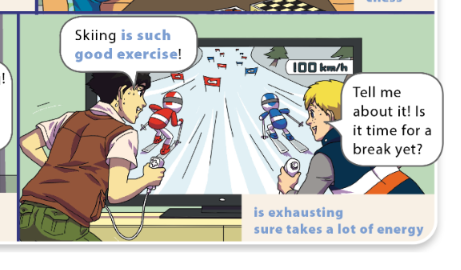 chess
!
Skiing is such
good exercise!
100 km/h
Tell me
about it! Is
it time for a
break yet?
is exhausting
sure takes a lot of energy